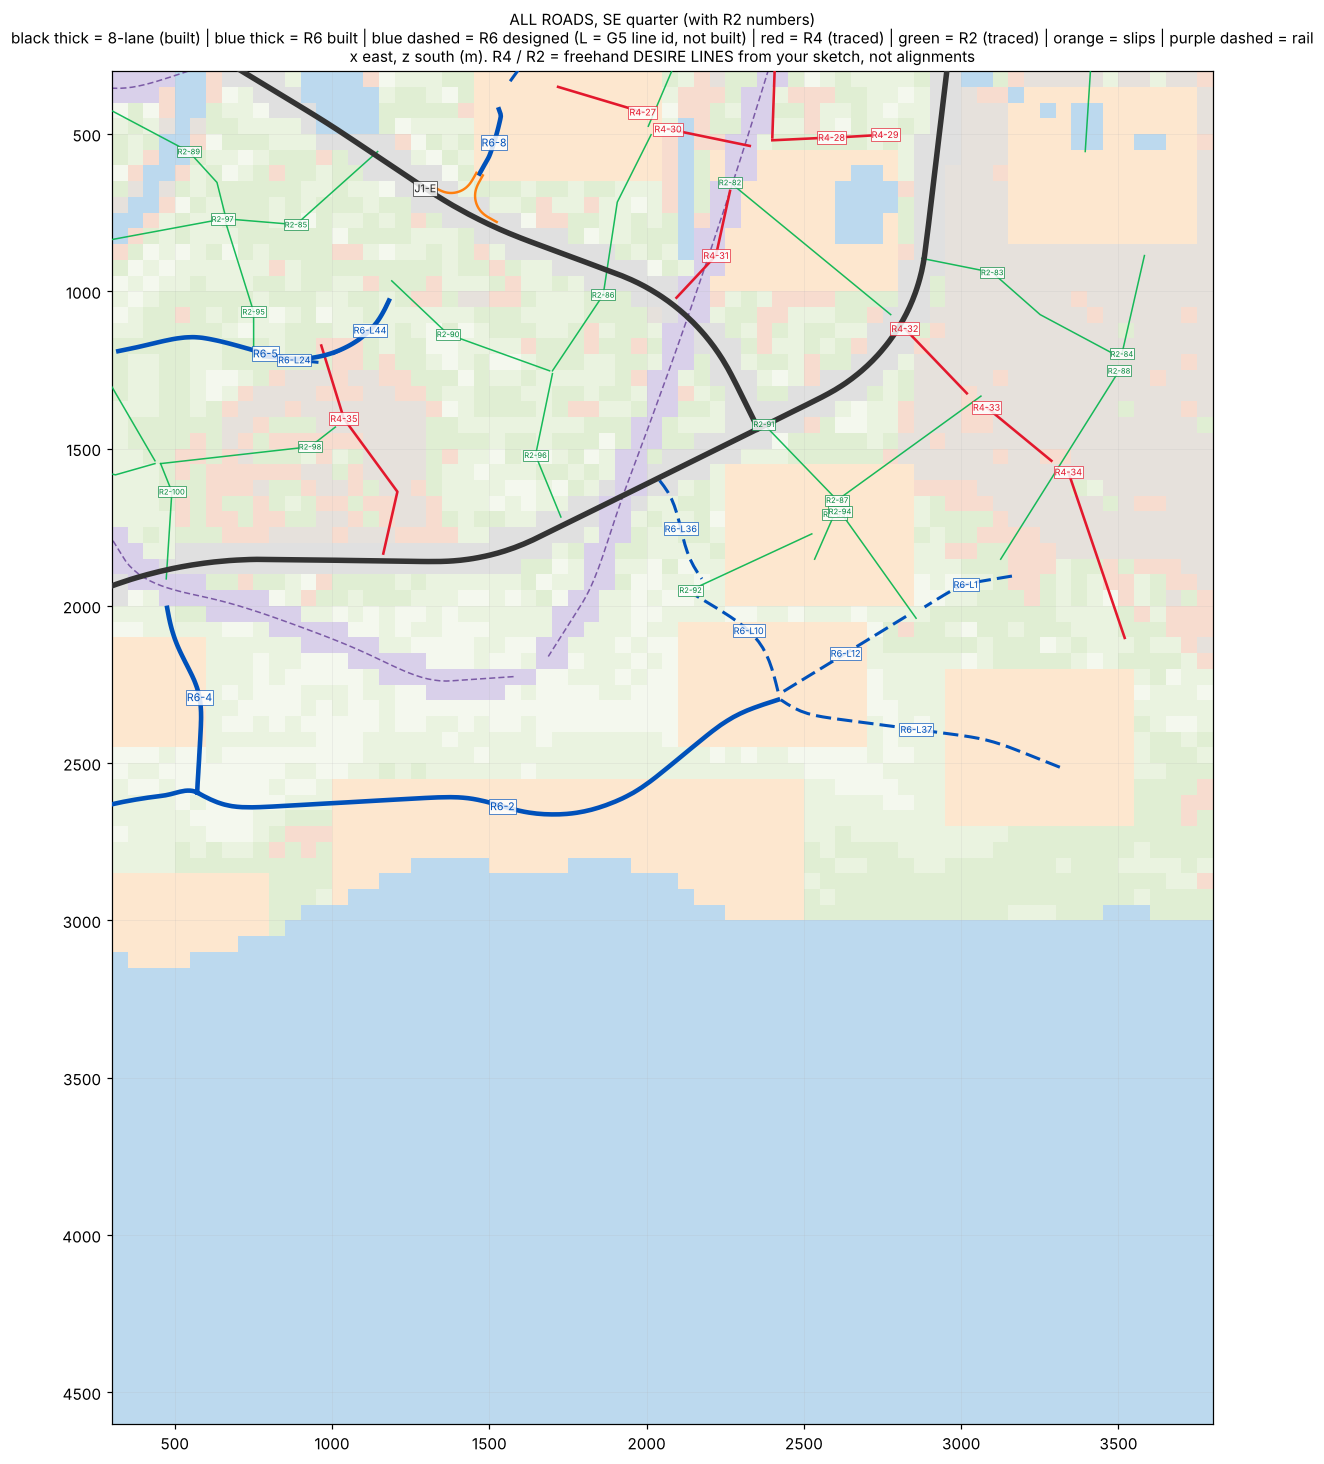 ALL ROADS, SE quarter (with R2 numbers)
black thick = 8-lane (built) | blue thick = R6 built | blue dashed = R6 designed (L = G5 line id, not built) | red = R4 (traced) | green = R2 (traced) | orange = slips | purple dashed = rail
x east, z south (m). R4 / R2 = freehand DESIRE LINES from your sketch, not alignments
R4-27
R4-30
500
R4-28
R4-29
R6-8
R2-89
R2-82
J1-E
R2-97
R2-85
R4-31
R2-83
1000
R2-86
R2-95
R4-32
R6-L44
R2-90
R6-5
R2-84
R6-L24
R2-88
R4-33
R4-35
R2-91
R2-98
1500
R2-96
R4-34
R2-100
R2-87
R2-94
R6-L36
R6-L1
R2-92
2000
R6-L10
R6-L12
R6-4
R6-L37
2500
R6-2
3000
3500
4000
4500
500
1000
1500
2000
2500
3000
3500